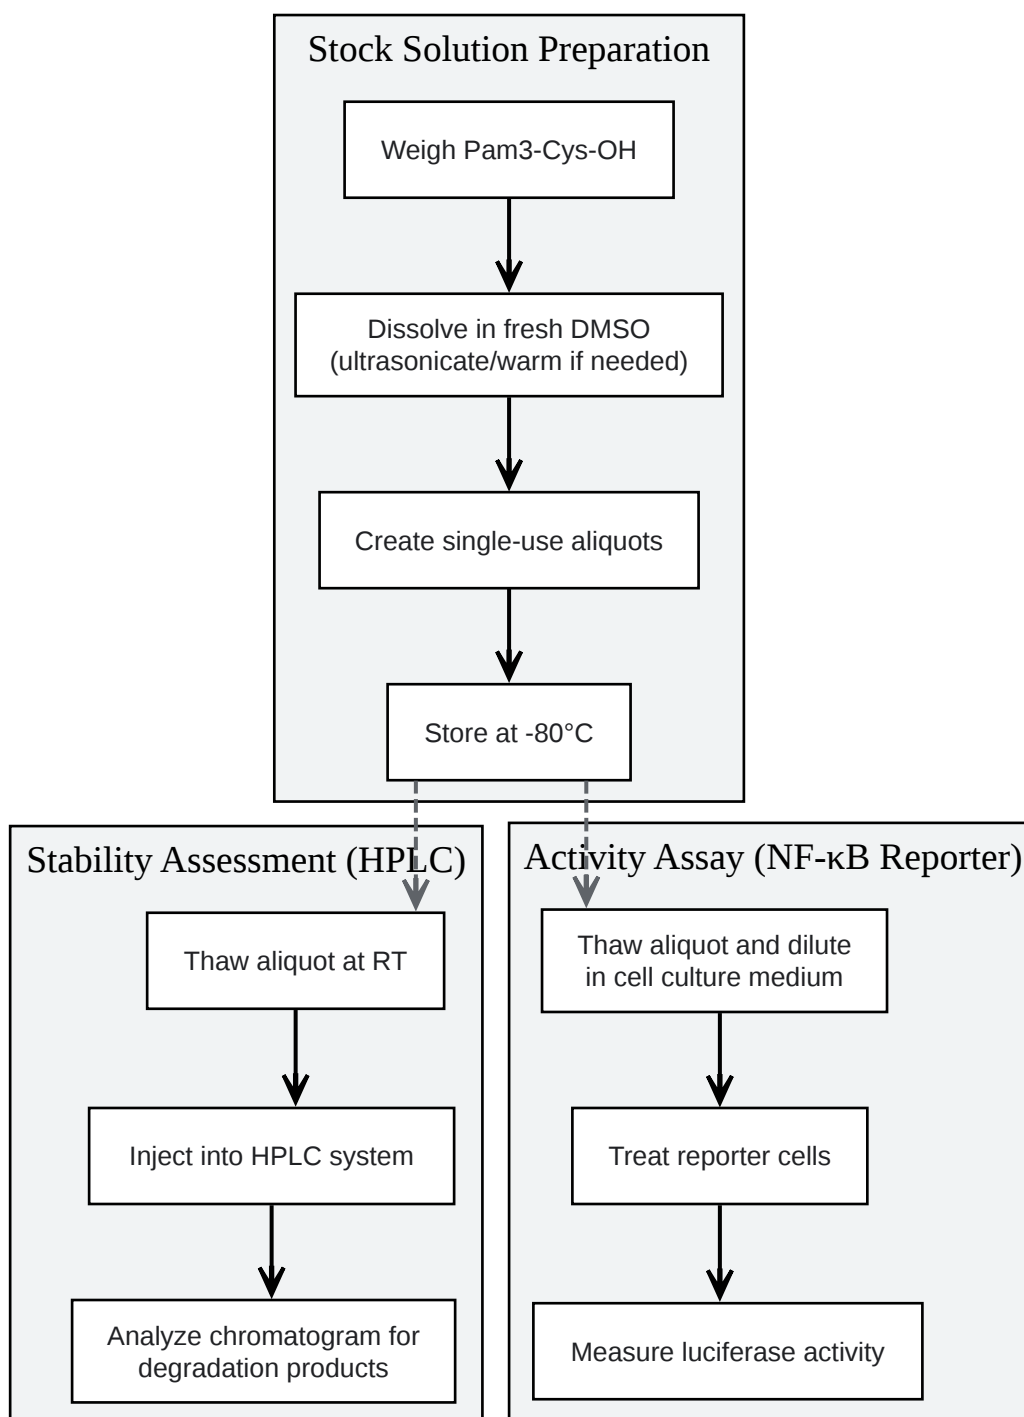 Stock Solution Preparation
Weigh Pam3-Cys-OH
Dissolve in fresh DMSO
(ultrasonicate/warm if needed)
Create single-use aliquots
Store at -80°C
Stability Assessment (HPLC)
Thaw aliquot at RT
Inject into HPLC system
Analyze chromatogram for
degradation products
Activity Assay (NF-κB Reporter)
Thaw aliquot and dilute
in cell culture medium
Treat reporter cells
Measure luciferase activity